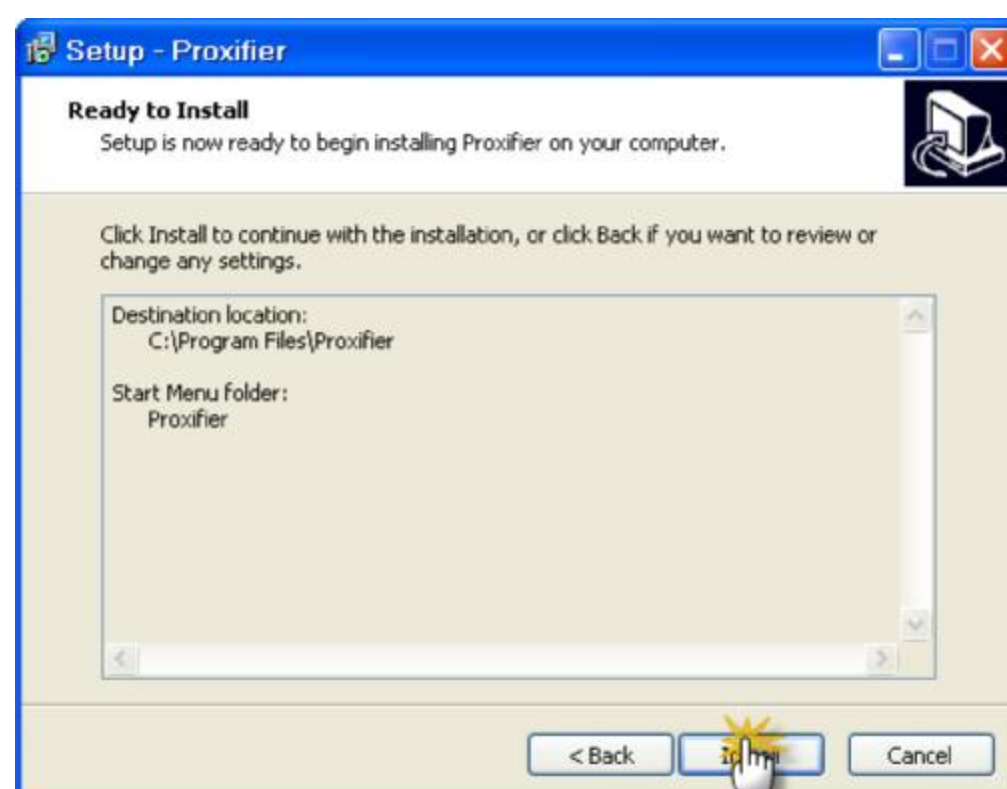 Setup - Proxifier
Ready to Install
Setup is now ready to begin installing Proxifier on your computer.
Click Install to continue with the installation, or click Back if you want to review or
change any settings.
Destination location:
C:\Program Files\Proxifier
Start Menu folder:
Proxifier
< Back
Cancel